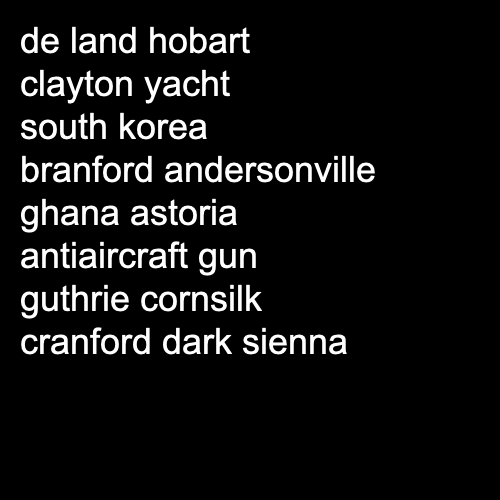 de land hobart
clayton yacht
south korea
branford andersonville
ghana astoria
antiaircraft gun
guthrie cornsilk
cranford dark sienna